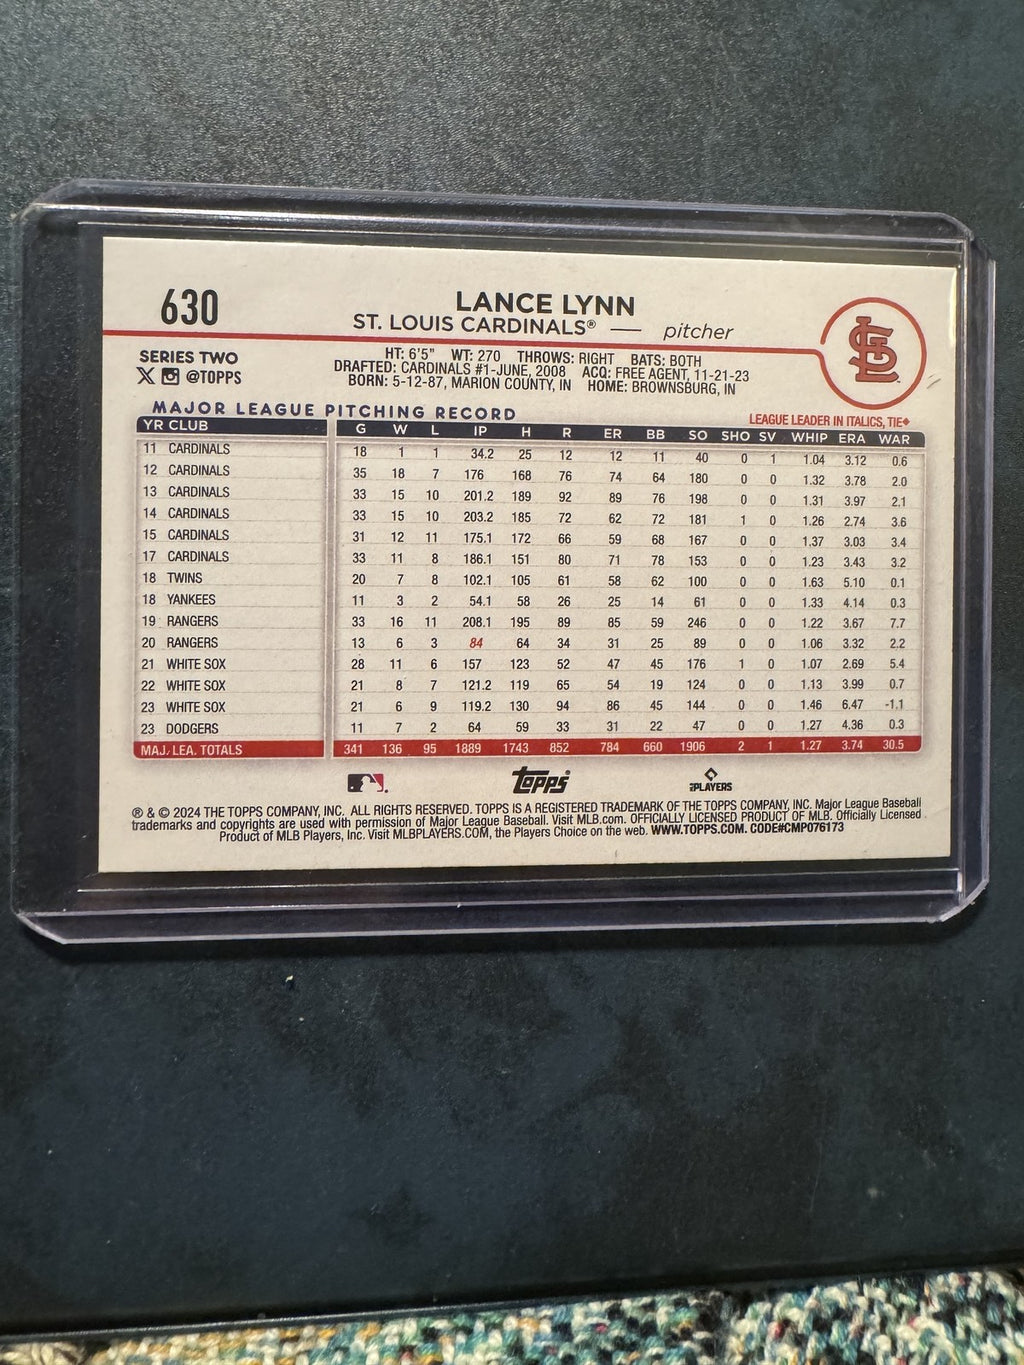 630
LANCE LYNN
ST. LOUIS CARDINALS® — pitcher
SERIES TWO
X @TOPPS
HT: 6'5" WT: 270 THROWS: RIGHT BATS: BOTH
DRAFTED: CARDINALS #1-JUNE, 2008 ACQ: FREE AGENT, 11-21-23
BORN: 5-12-87, MARION COUNTY, IN HOME: BROWNSBURG, IN
STL
MAJOR LEAGUE PITCHING RECORD
LEAGUE LEADER IN ITALICS, TIE◆
YR CLUB G W L IP H R ER BB SO SHO SV WHIP ERA WAR
11 CARDINALS 18 1 1 34.2 25 12 12 11 40 0 1 1.04 3.12 0.6
12 CARDINALS 35 18 7 176 168 76 74 64 180 0 0 1.32 3.78 2.0
13 CARDINALS 33 15 10 201.2 189 92 89 76 198 0 0 1.31 3.97 2.1
14 CARDINALS 33 15 10 203.2 185 72 62 72 181 1 0 1.26 2.74 3.6
15 CARDINALS 31 12 11 175.1 172 66 59 68 167 0 0 1.37 3.03 3.4
17 CARDINALS 33 11 8 186.1 151 80 71 78 153 0 0 1.23 3.43 3.2
18 TWINS 20 7 8 102.1 105 61 58 62 100 0 0 1.63 5.10 0.1
18 YANKEES 11 3 2 54.1 58 26 25 14 61 0 0 1.33 4.14 0.3
19 RANGERS 33 16 11 208.1 195 89 85 59 246 0 0 1.22 3.67 7.7
20 RANGERS 13 6 3 84 64 34 31 25 89 0 0 1.06 3.32 2.2
21 WHITE SOX 28 11 6 157 123 52 47 45 176 1 0 1.07 2.69 5.4
22 WHITE SOX 21 8 7 121.2 119 65 54 19 124 0 0 1.13 3.99 0.7
23 WHITE SOX 21 6 9 119.2 130 94 86 45 144 0 0 1.46 6.47 -1.1
23 DODGERS 11 7 2 64 59 33 31 22 47 0 0 1.27 4.36 0.3
MAJ. LEA. TOTALS 341 136 95 1889 1743 852 784 660 1906 2 1 1.27 3.74 30.5
topps
PLAYERS
® & © 2024 THE TOPPS COMPANY, INC. ALL RIGHTS RESERVED. TOPPS IS A REGISTERED TRADEMARK OF THE TOPPS COMPANY, INC. Major League Baseball
trademarks and copyrights are used with permission of Major League Baseball. Visit MLB.com. OFFICIALLY LICENSED PRODUCT OF MLB. Officially Licensed
Product of MLB Players, Inc. Visit MLBPLAYERS.COM, the Players Choice on the web. WWW.TOPPS.COM. CODE#CMP076173